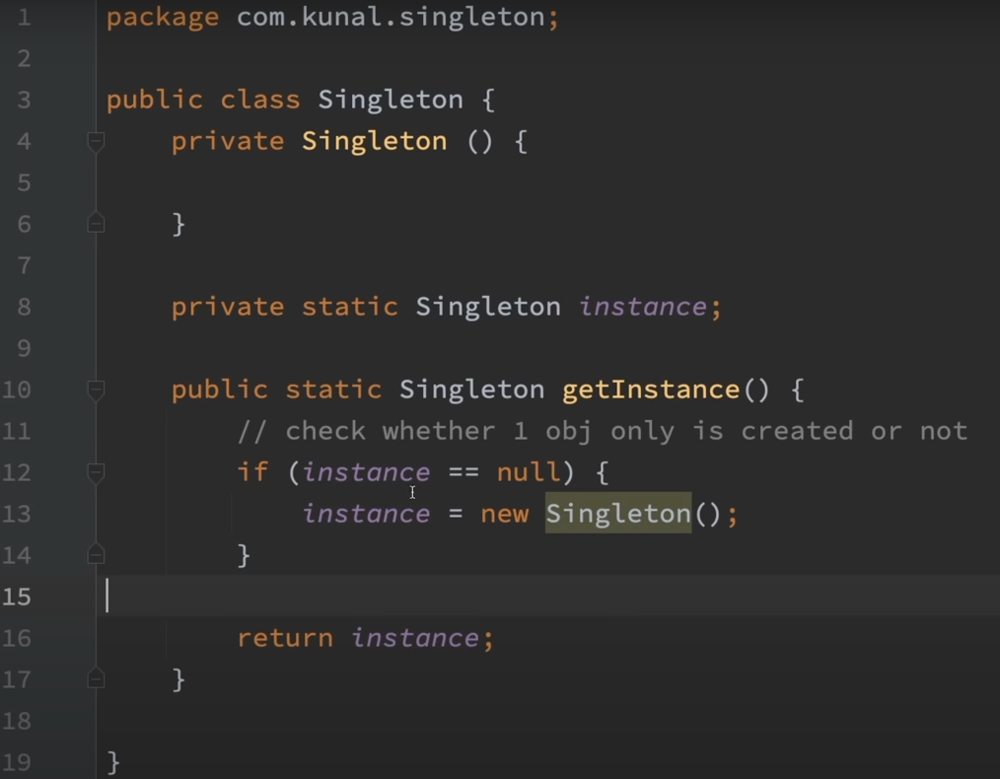 1 package com.kunal.singleton;
2
3 public class Singleton {
4     private Singleton () {
5
6     }
7
8     private static Singleton instance;
9
10     public static Singleton getInstance() {
11         // check whether 1 obj only is created or not
12         if (instance == null) {
13             instance = new Singleton();
14         }
15
16         return instance;
17     }
18
19 }